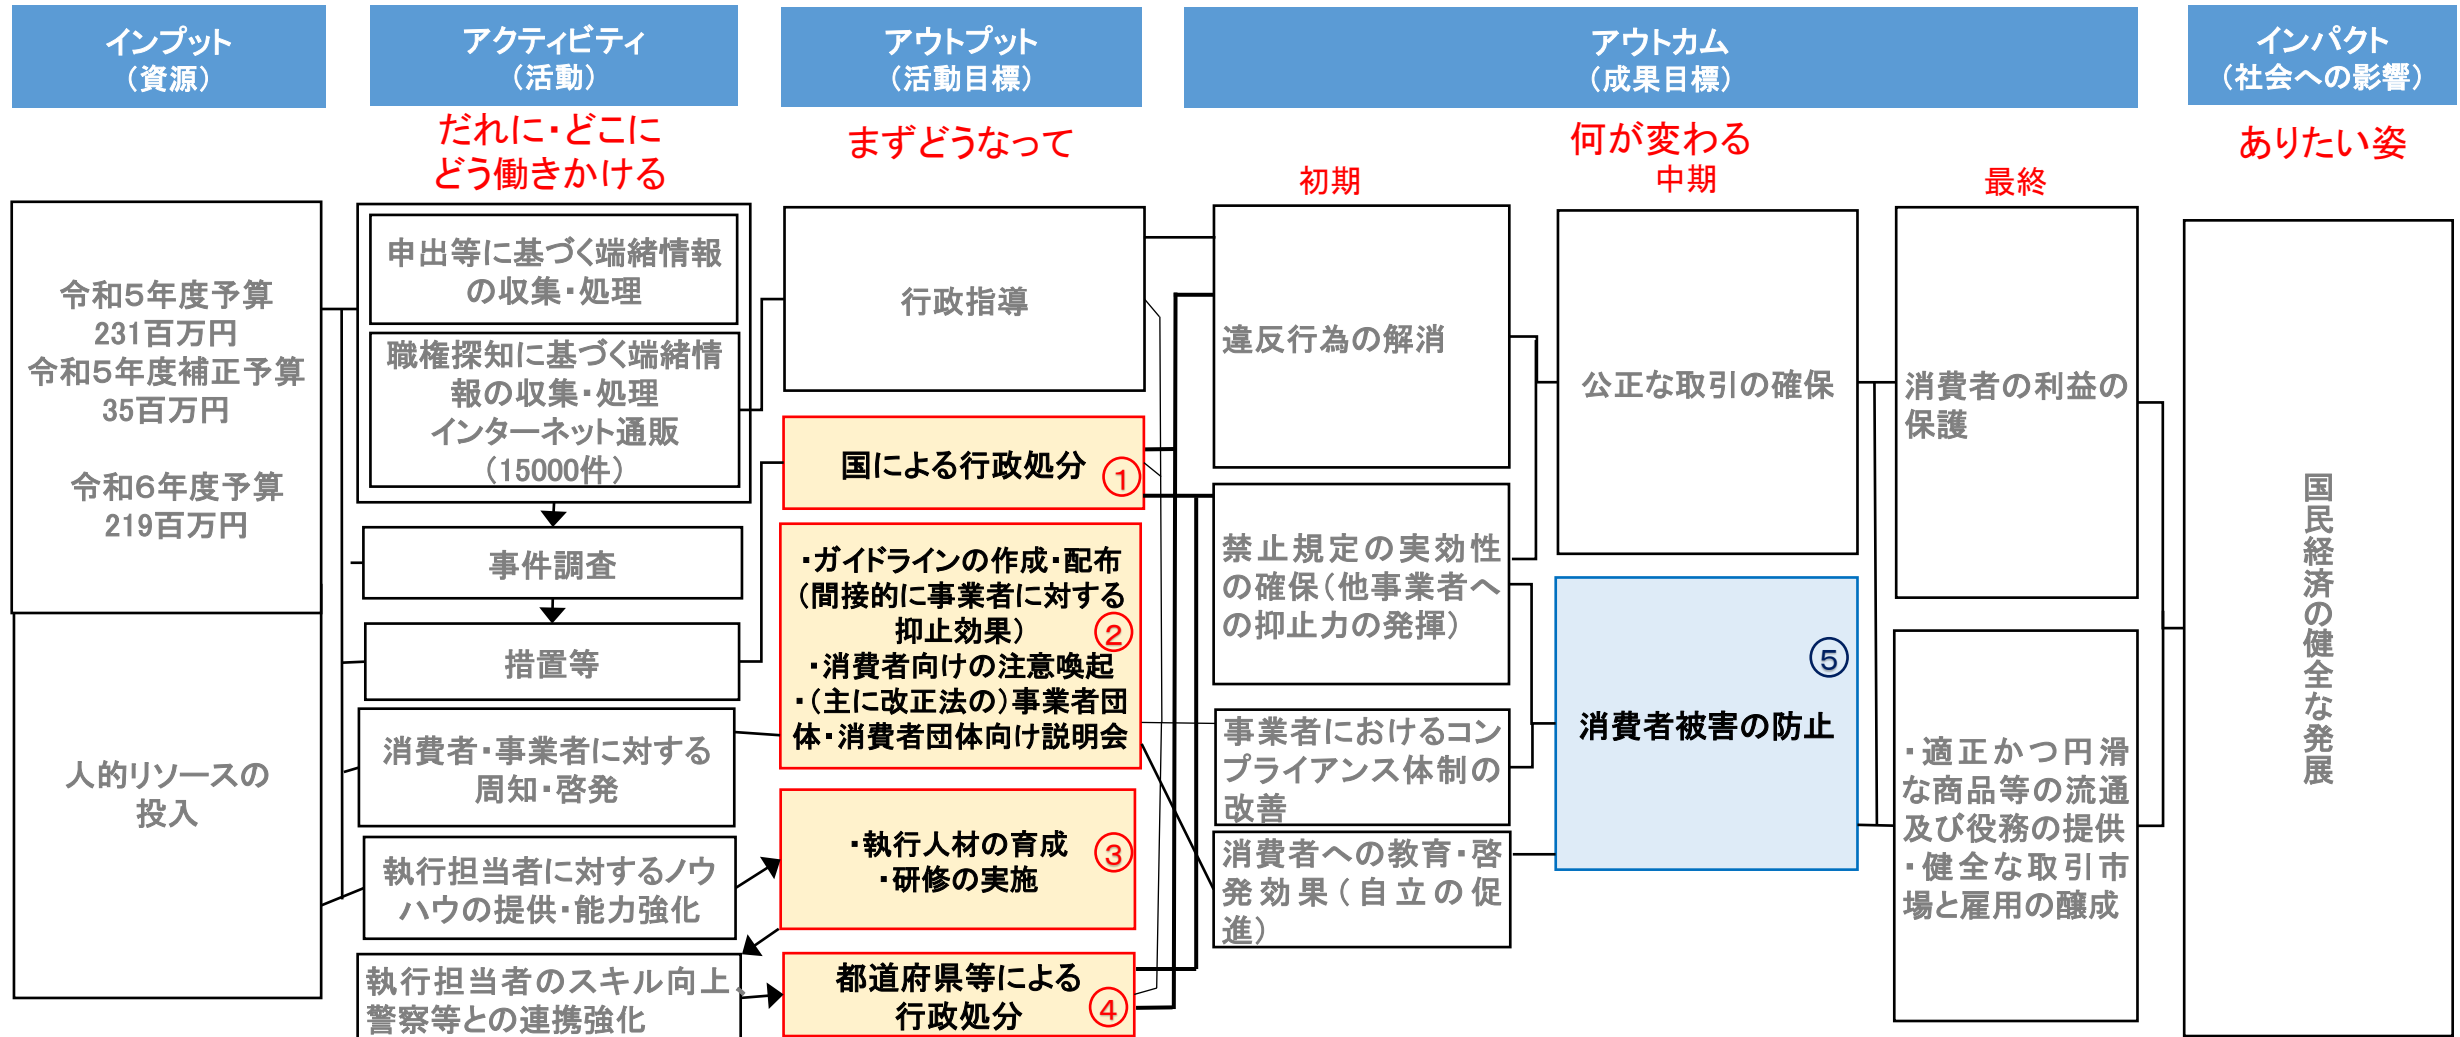 インプット
（資源）
アクティビティ
（活動）
アウトプット
（活動目標）
アウトカム
（成果目標）
インパクト
（社会への影響）
だれに・どこに
どう働きかける
まずどうなって
何が変わる
ありたい姿
初期
中期
最終
令和5年度予算
231百万円
令和5年度補正予算
35百万円
令和6年度予算
219百万円
人的リソースの
投入
申出等に基づく端緒情報
の収集・処理
職権探知に基づく端緒情
報の収集・処理
インターネット通販
（15000件）
事件調査
措置等
消費者・事業者に対する
周知・啓発
執行担当者に対するノウ
ハウの提供・能力強化
執行担当者のスキル向上、
警察等との連携強化
行政指導
国による行政処分
①
・ガイドラインの作成・配布
（間接的に事業者に対する
抑止効果）
②
・消費者向けの注意喚起
・（主に改正法の）事業者団
体・消費者団体向け説明会
・執行人材の育成
③
・研修の実施
都道府県等による
行政処分
④
違反行為の解消
禁止規定の実効性
の確保（他事業者へ
の抑止力の発揮）
事業者におけるコン
プライアンス体制の
改善
消費者への教育・啓
発効果（自立の促
進）
公正な取引の確保
⑤
消費者被害の防止
消費者の利益の
保護
・適正かつ円滑
な商品等の流通
及び役務の提供
・健全な取引市
場と雇用の醸成
国民経済の健全な発展